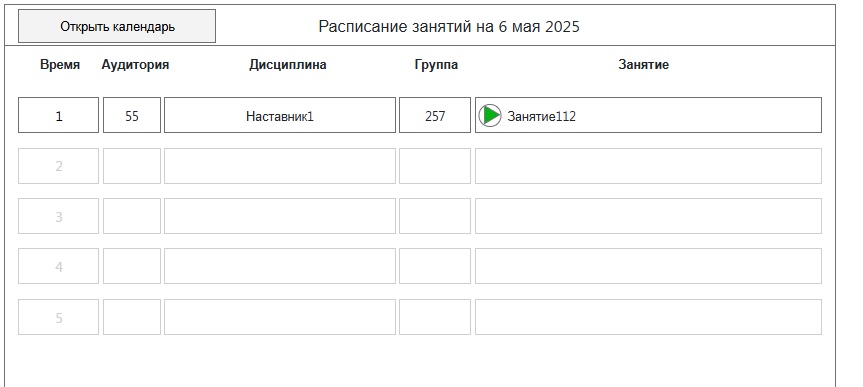 Открыть календарь Расписание занятий на 6 мая 2025
Время Аудитория Дисциплина Группа Занятие
1 55 Наставник1 257 Занятие112
2
3
4
5